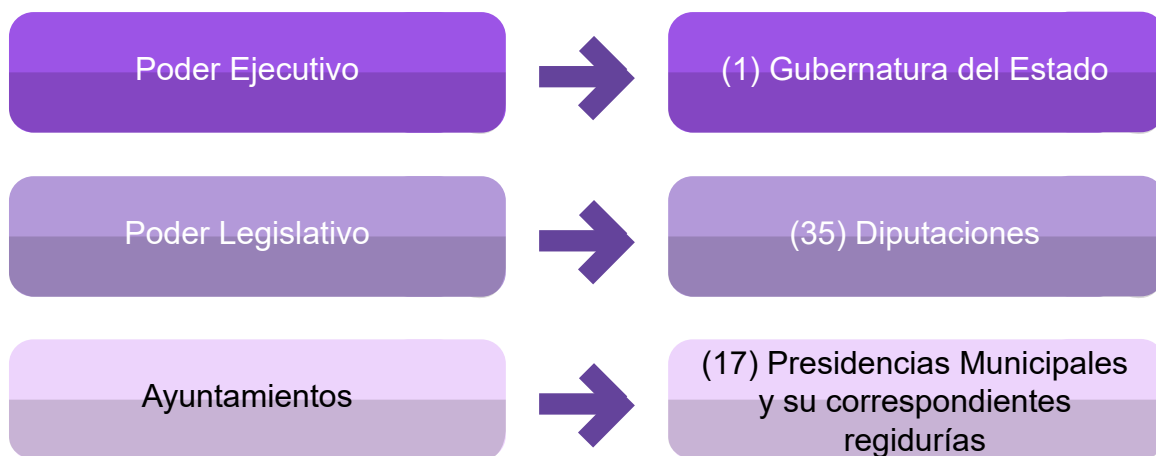 Poder Ejecutivo
(1) Gubernatura del Estado
Poder Legislativo
(35) Diputaciones
Ayuntamientos
(17) Presidencias Municipales
y su correspondientes
regidurías